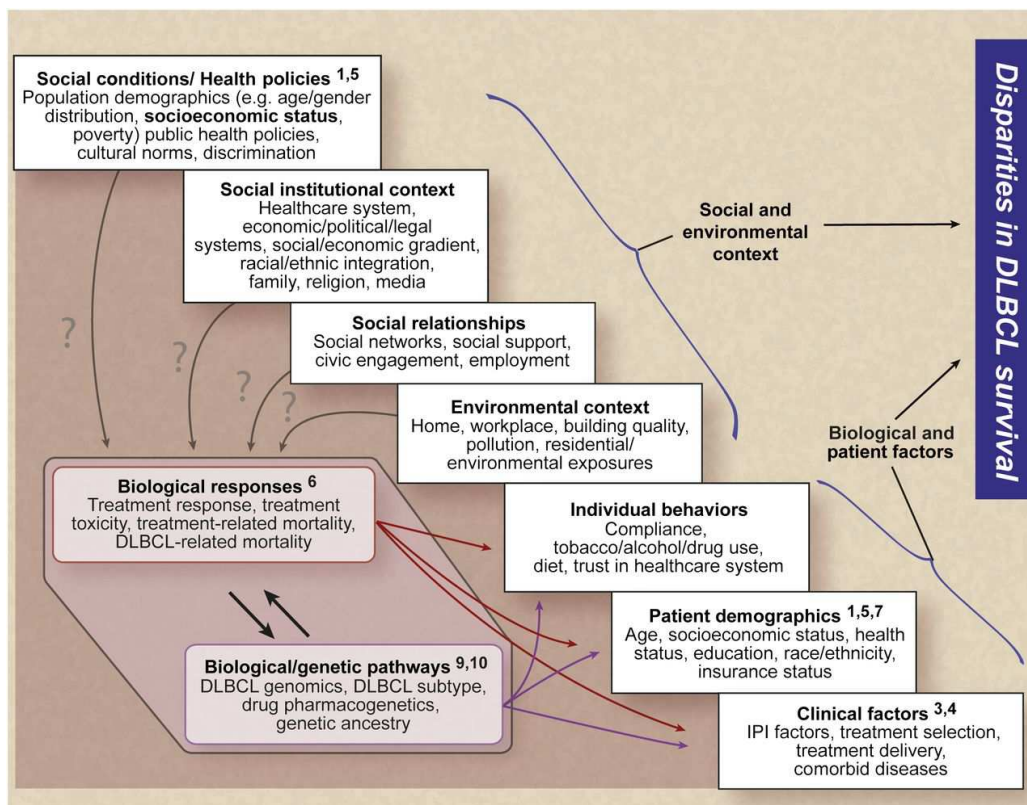 Social conditions/ Health policies 1,5
Population demographics (e.g. age/gender
distribution, socioeconomic status,
poverty) public health policies,
cultural norms, discrimination
Social institutional context
Healthcare system,
economic/political/legal
systems, social/economic gradient,
racial/ethnic integration,
family, religion, media
Social relationships
Social networks, social support,
civic engagement, employment
Environmental context
Home, workplace, building quality,
pollution, residential/
environmental exposures
Individual behaviors
Compliance,
tobacco/alcohol/drug use,
diet, trust in healthcare system
Patient demographics 1,5,7
Age, socioeconomic status, health
status, education, race/ethnicity,
insurance status
Clinical factors 3,4
IPI factors, treatment selection,
treatment delivery,
comorbid diseases
?
?
?
?
Biological responses 6
Treatment response, treatment
toxicity, treatment-related mortality,
DLBCL-related mortality
Biological/genetic pathways 9,10
DLBCL genomics, DLBCL subtype,
drug pharmacogenetics,
genetic ancestry
Social and
environmental
context
Biological and
patient factors
Disparities in DLBCL survival